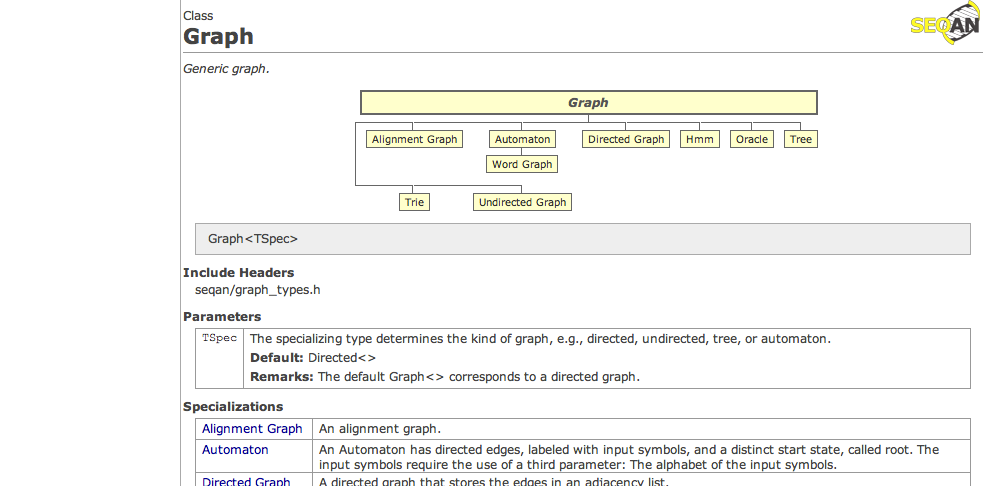 Class
SEQAN
Graph
Generic graph.
Graph
Alignment Graph Automaton Directed Graph Hmm Oracle Tree
Word Graph
Trie Undirected Graph
Graph<TSpec>
Include Headers
seqan/graph_types.h
Parameters
TSpec The specializing type determines the kind of graph, e.g., directed, undirected, tree, or automaton.
Default: Directed<>
Remarks: The default Graph<> corresponds to a directed graph.
Specializations
Alignment Graph An alignment graph.
Automaton An Automaton has directed edges, labeled with input symbols, and a distinct start state, called root. The
input symbols require the use of a third parameter: The alphabet of the input symbols.
Directed Graph A directed graph that stores the edges in an adjacency list.